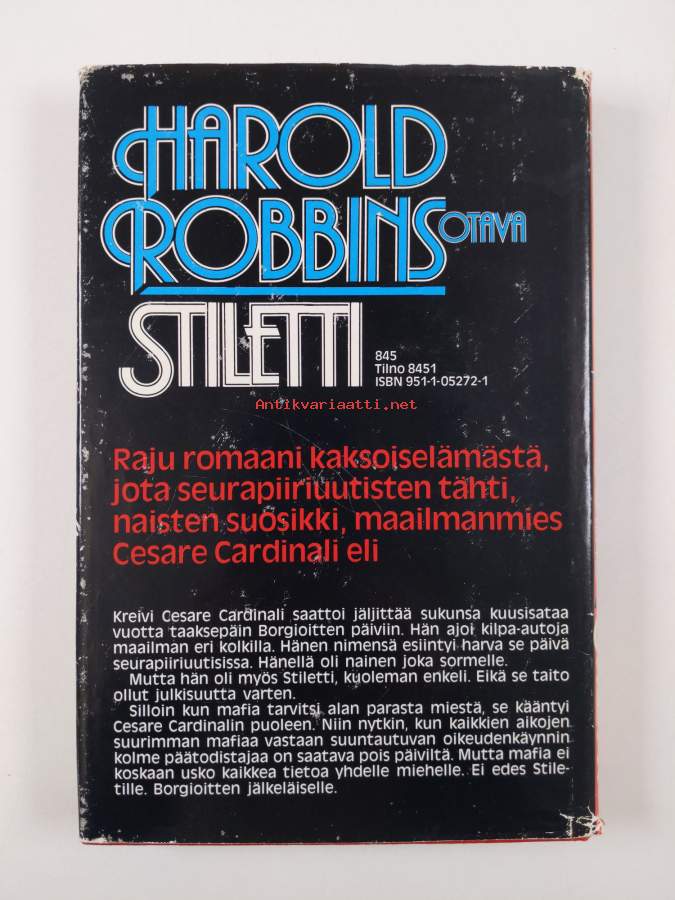 HAROLD
ROBBINS
OTAVA
STILETTI
845
Tilno 8451
ISBN 951-1-05272-1
Antikvariaatti.net
Raju romaani kaksoiselämästä,
jota seurapiiriuutisten tähti,
naisten suosikki, maailmanmies
Cesare Cardinali eli
Kreivi Cesare Cardinali saattoi jäljittää sukunsa kuusisataa
vuotta taaksepäin Borgioitten päiviin. Hän ajoi kilpa-autoja
maailman eri kolkilla. Hänen nimensä esiintyi harva se päivä
seurapiiriuutisissa. Hänellä oli nainen joka sormelle.
Mutta hän oli myös Stiletti, kuoleman enkeli. Eikä se taito
ollut julkisuutta varten.
Silloin kun mafia tarvitsi alan parasta miestä, se kääntyi
Cesare Cardinalin puoleen. Niin nytkin, kun kaikkien aikojen
suurimman mafiaa vastaan suuntautuvan oikeudenkäynnin
kolme päätodistajaa on saatava pois päiviltä. Mutta mafia ei
koskaan usko kaikkea tietoa yhdelle miehelle. Ei edes Stile-
tille. Borgioitten jälkeläiselle.